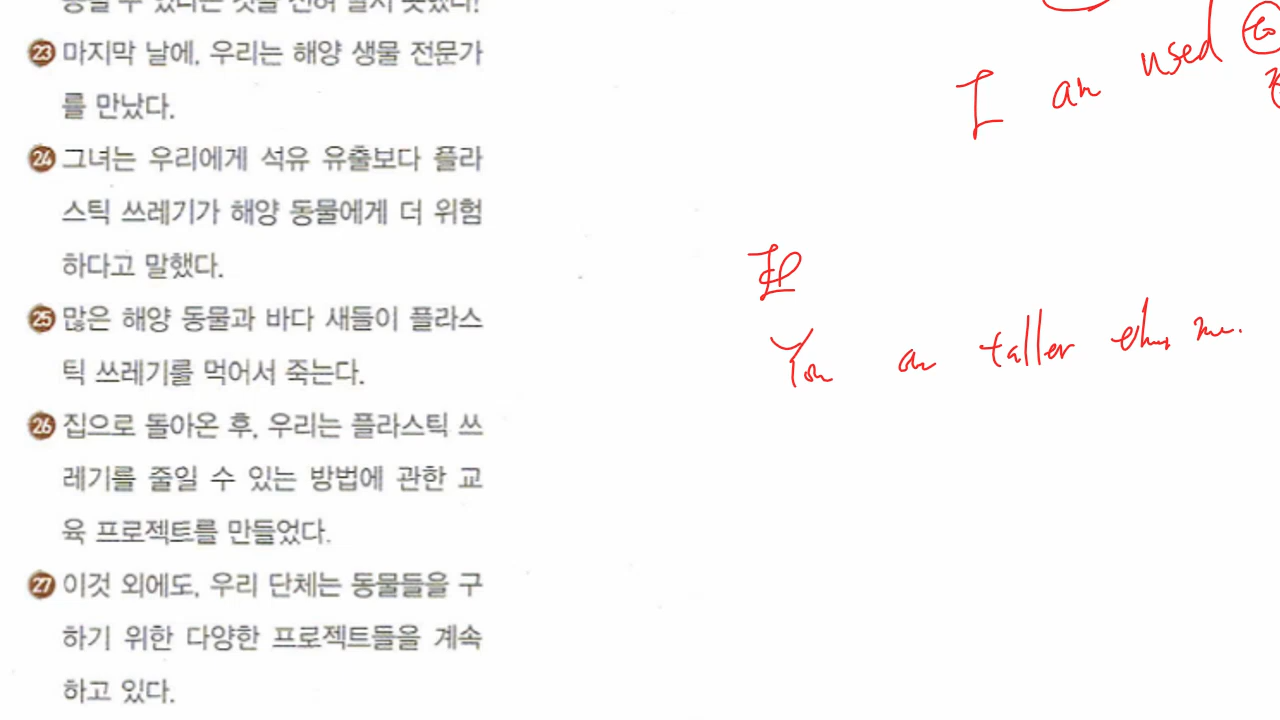 ㉓ 마지막 날에, 우리는 해양 생물 전문가
를 만났다.
㉔ 그녀는 우리에게 석유 유출보다 플라
스틱 쓰레기가 해양 동물에게 더 위험
하다고 말했다.
㉕ 많은 해양 동물과 바다 새들이 플라스
틱 쓰레기를 먹어서 죽는다.
㉖ 집으로 돌아온 후, 우리는 플라스틱 쓰
레기를 줄일 수 있는 방법에 관한 교
육 프로젝트를 만들었다.
㉗ 이것 외에도, 우리 단체는 동물들을 구
하기 위한 다양한 프로젝트들을 계속
하고 있다.
I am used to
You are taller than me.